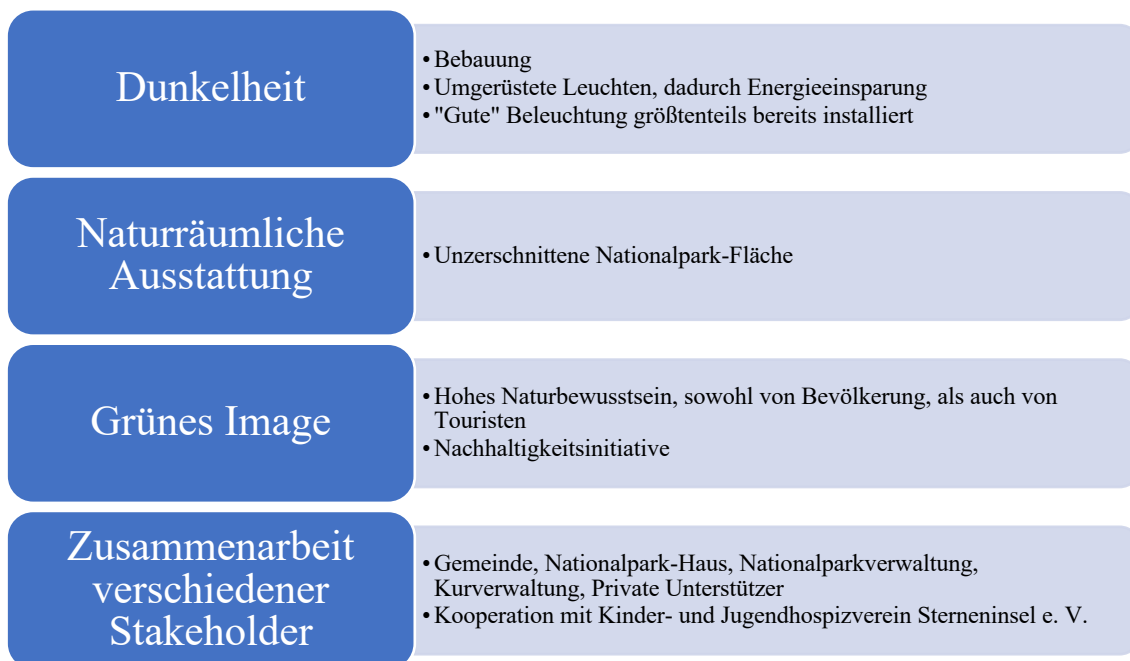 Dunkelheit
• Bebauung
• Umgerüstete Leuchten, dadurch Energieeinsparung
• "Gute" Beleuchtung größtenteils bereits installiert
Naturräumliche
Ausstattung
• Unzerschnittene Nationalpark-Fläche
Grünes Image
• Hohes Naturbewusstsein, sowohl von Bevölkerung, als auch von
Touristen
• Nachhaltigkeitsinitiative
Zusammenarbeit
verschiedener
Stakeholder
• Gemeinde, Nationalpark-Haus, Nationalparkverwaltung,
Kurverwaltung, Private Unterstützer
• Kooperation mit Kinder- und Jugendhospizverein Sterneninsel e. V.